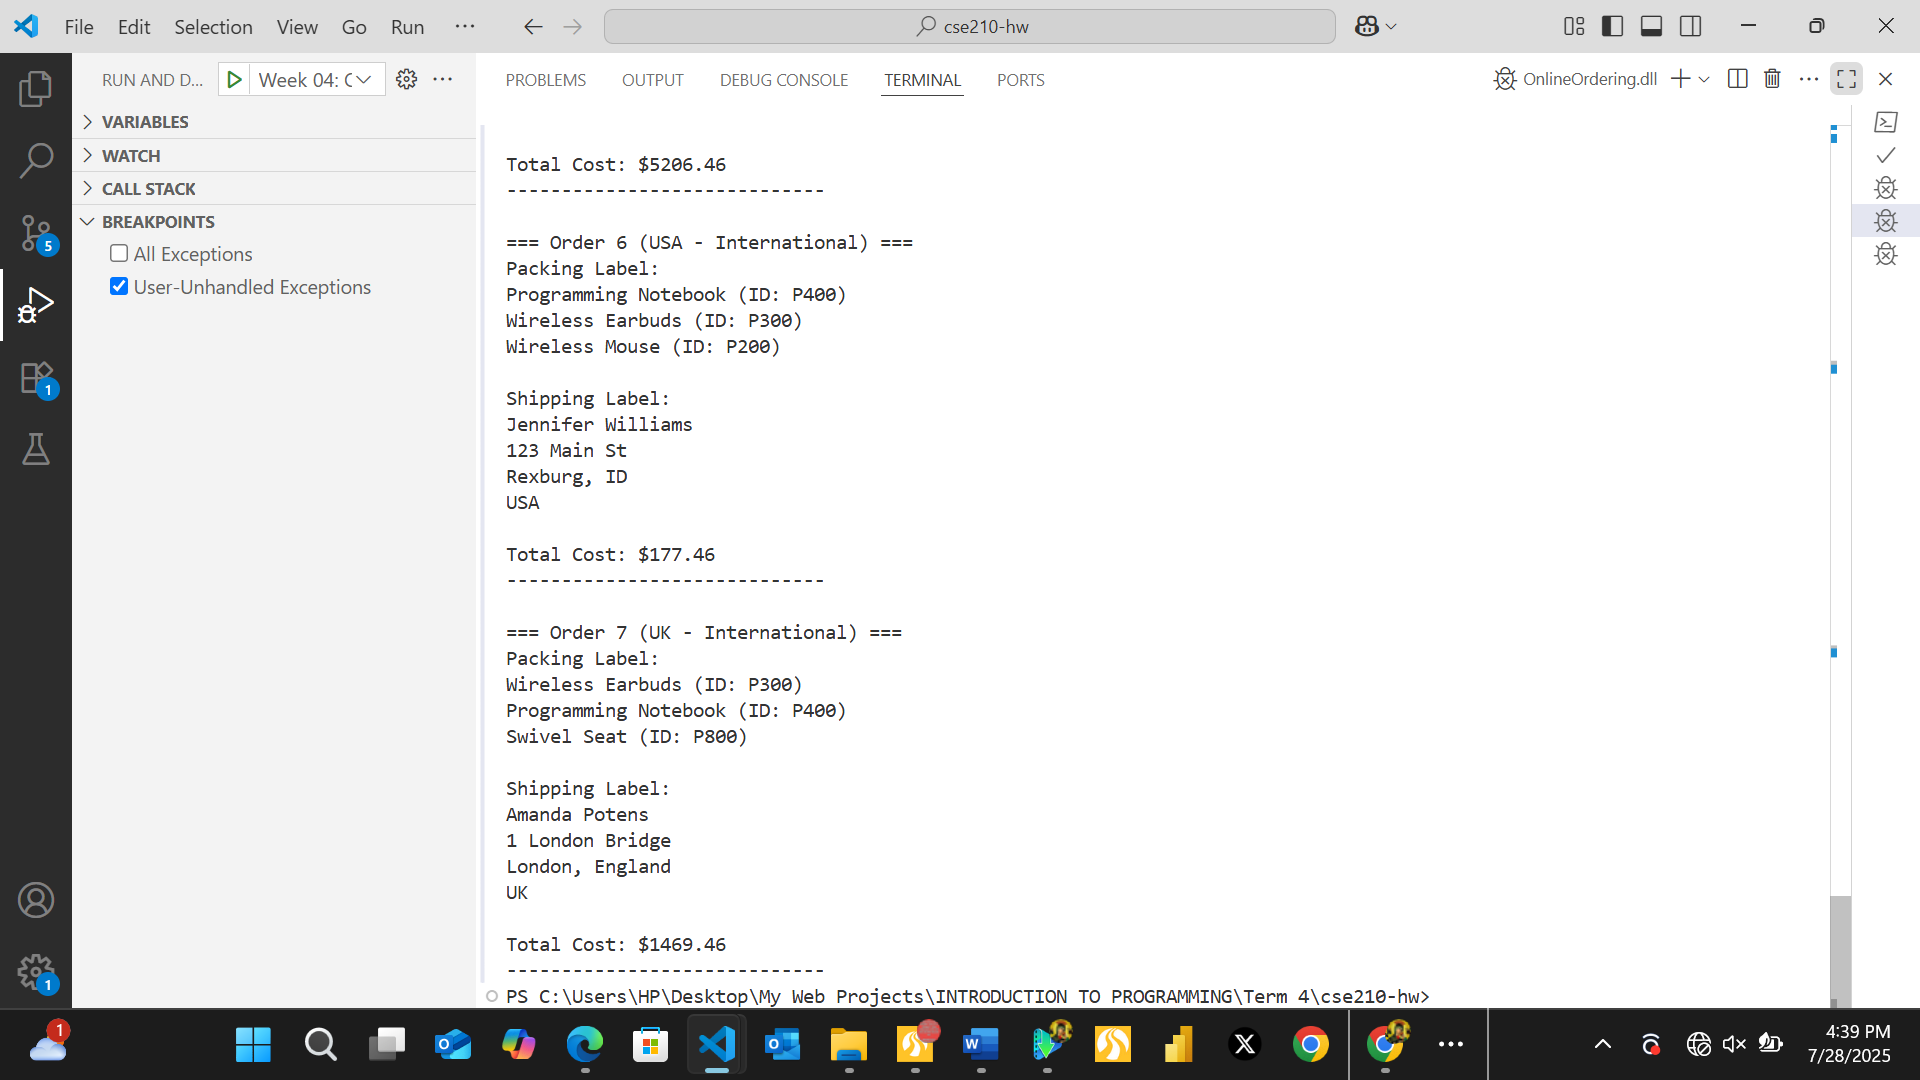 File Edit Selection View Go Run ··· cse210-hw
RUN AND D... Week 04: C
PROBLEMS OUTPUT DEBUG CONSOLE TERMINAL PORTS OnlineOrdering.dll
VARIABLES
WATCH
CALL STACK
BREAKPOINTS
All Exceptions
User-Unhandled Exceptions
5
1
1
Total Cost: $5206.46
-----------------------------
=== Order 6 (USA - International) ===
Packing Label:
Programming Notebook (ID: P400)
Wireless Earbuds (ID: P300)
Wireless Mouse (ID: P200)
Shipping Label:
Jennifer Williams
123 Main St
Rexburg, ID
USA
Total Cost: $177.46
-----------------------------
=== Order 7 (UK - International) ===
Packing Label:
Wireless Earbuds (ID: P300)
Programming Notebook (ID: P400)
Swivel Seat (ID: P800)
Shipping Label:
Amanda Potens
1 London Bridge
London, England
UK
Total Cost: $1469.46
-----------------------------
PS C:\Users\HP\Desktop\My Web Projects\INTRODUCTION TO PROGRAMMING\Term 4\cse210-hw>
1
4:39 PM
7/28/2025